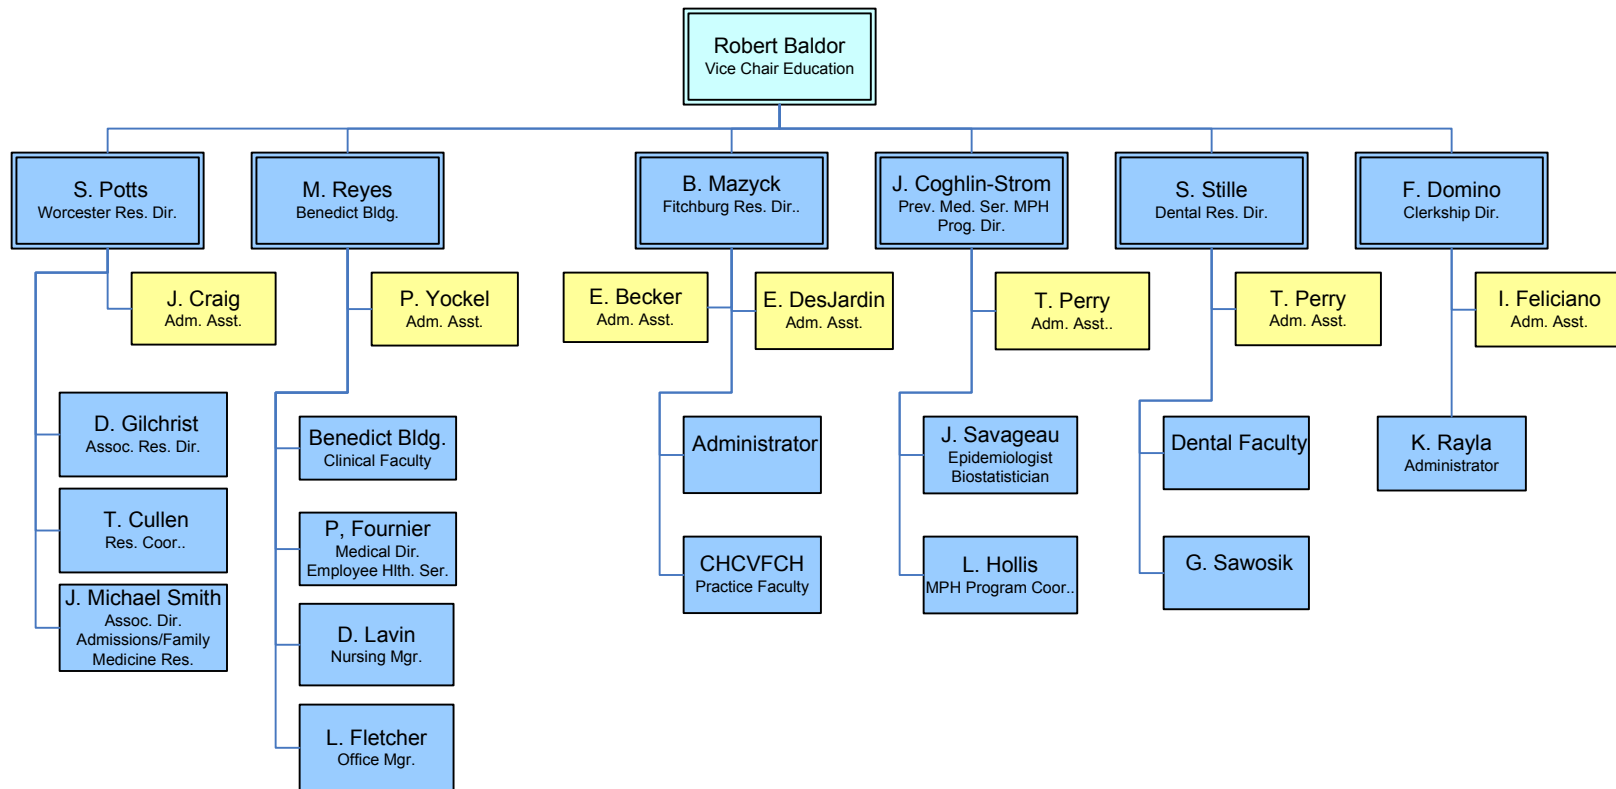 Robert Baldor
Vice Chair Education
S. Potts
Worcester Res. Dir.
M. Reyes
Benedict Bldg.
B. Mazyck
Fitchburg Res. Dir..
J. Coghlin-Strom
Prev. Med. Ser. MPH
Prog. Dir.
S. Stille
Dental Res. Dir.
F. Domino
Clerkship Dir.
J. Craig
Adm. Asst.
P. Yockel
Adm. Asst.
E. Becker
Adm. Asst.
E. DesJardin
Adm. Asst.
T. Perry
Adm. Asst..
T. Perry
Adm. Asst.
I. Feliciano
Adm. Asst.
D. Gilchrist
Assoc. Res. Dir.
T. Cullen
Res. Coor..
J. Michael Smith
Assoc. Dir.
Admissions/Family
Medicine Res.
Benedict Bldg.
Clinical Faculty
P, Fournier
Medical Dir.
Employee Hlth. Ser.
D. Lavin
Nursing Mgr.
L. Fletcher
Office Mgr.
Administrator
CHCVFCH
Practice Faculty
J. Savageau
Epidemiologist
Biostatistician
L. Hollis
MPH Program Coor..
Dental Faculty
G. Sawosik
K. Rayla
Administrator